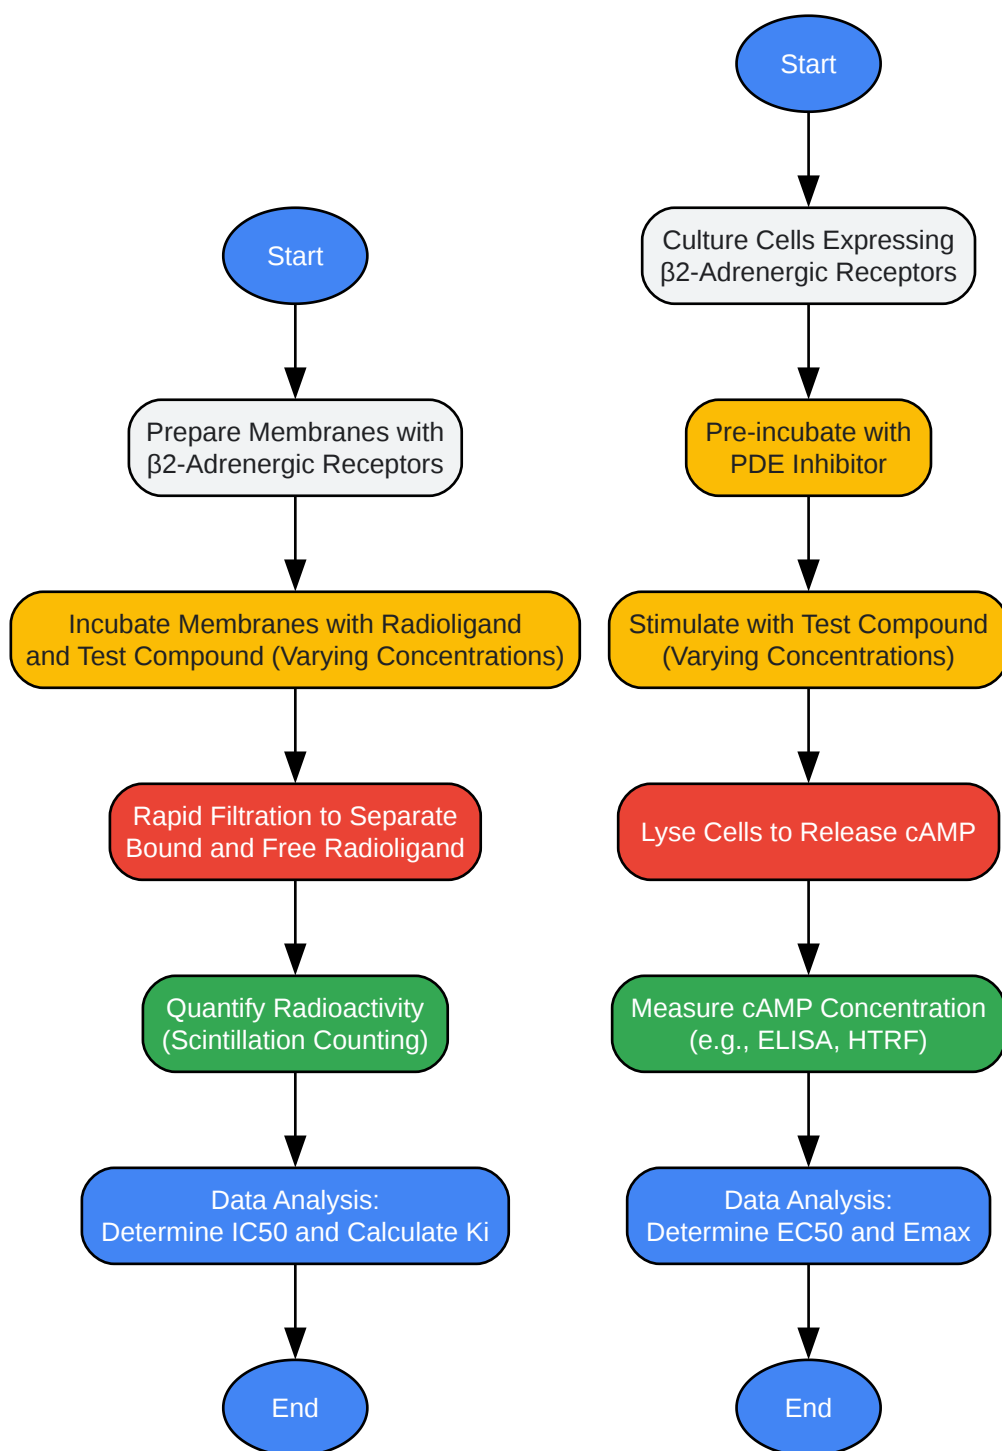 Start
Prepare Membranes with
β2-Adrenergic Receptors
Incubate Membranes with Radioligand
and Test Compound (Varying Concentrations)
Rapid Filtration to Separate
Bound and Free Radioligand
Quantify Radioactivity
(Scintillation Counting)
Data Analysis:
Determine IC50 and Calculate Ki
End
Start
Culture Cells Expressing
β2-Adrenergic Receptors
Pre-incubate with
PDE Inhibitor
Stimulate with Test Compound
(Varying Concentrations)
Lyse Cells to Release cAMP
Measure cAMP Concentration
(e.g., ELISA, HTRF)
Data Analysis:
Determine EC50 and Emax
End